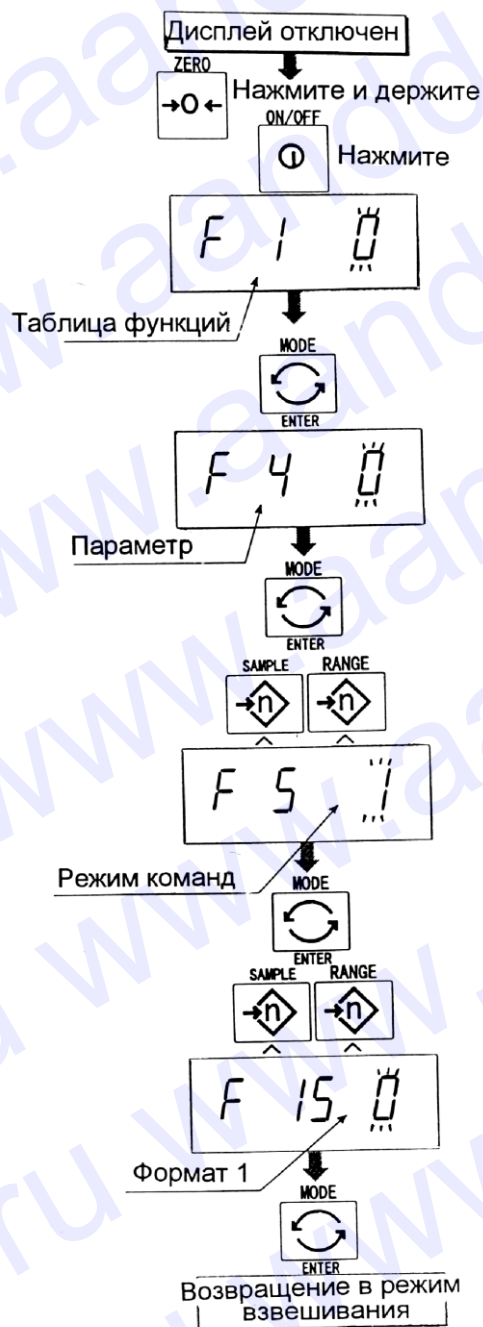 Дисплей отключен
ZERO
→0←
Нажмите и держите
ON/OFF
Нажмите
F 1 0
Таблица функций
MODE
ENTER
F 4 0
Параметр
MODE
ENTER
SAMPLE RANGE
→n →n
F 5 1
Режим команд
MODE
ENTER
SAMPLE RANGE
→n →n
F 15 0
Формат 1
MODE
ENTER
Возвращение в режим
взвешивания